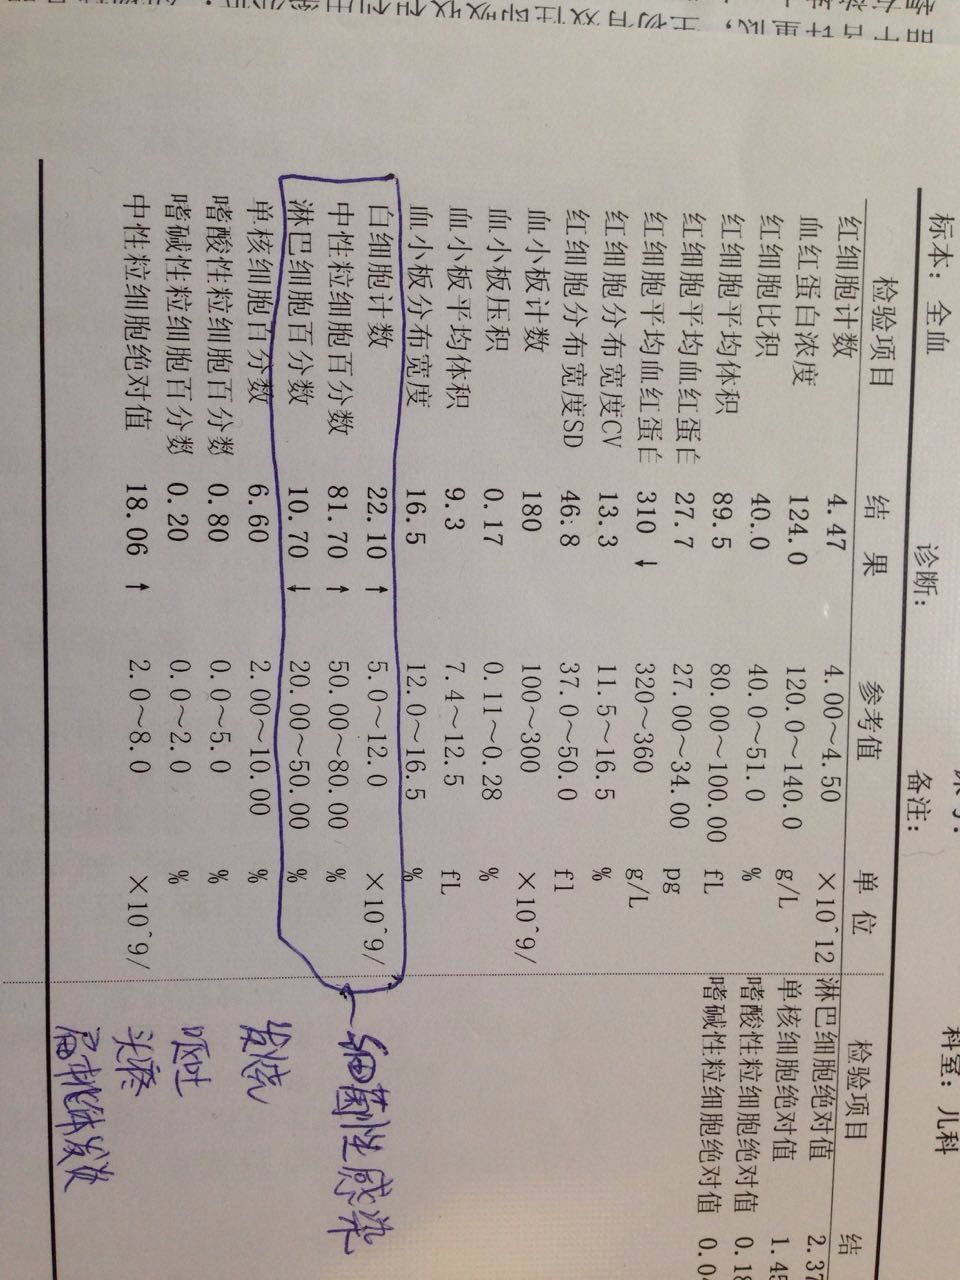 科室: 儿科
标本: 全血 诊断: 备注:
检验项目 结 果 参考值 单 位 检验项目 结
红细胞计数 4.47 4.00～4.50 ×10^12 淋巴细胞绝对值 2.37
血红蛋白浓度 124.0 120.0～140.0 g/L 单核细胞绝对值 1.45
红细胞比积 40.0 40.0～51.0 % 嗜酸性粒细胞绝对值 0.18
红细胞平均体积 89.5 80.00～100.00 fL 嗜碱性粒细胞绝对值 0.04
红细胞平均血红蛋白 27.7 27.00～34.00 pg
红细胞平均血红蛋白 310 ↓ 320～360 g/L
红细胞分布宽度CV 13.3 11.5～16.5 %
红细胞分布宽度SD 46.8 37.0～50.0 fl
血小板计数 180 100～300 ×10^9/
血小板压积 0.17 0.11～0.28 %
血小板平均体积 9.3 7.4～12.5 fL
血小板分布宽度 16.5 12.0～16.5 %
白细胞计数 22.10 ↑ 5.0～12.0 ×10^9/
中性粒细胞百分数 81.70 ↑ 50.00～80.00 %
淋巴细胞百分数 10.70 ↓ 20.00～50.00 %
单核细胞百分数 6.60 2.00～10.00 %
嗜酸性粒细胞百分数 0.80 0.0～5.0 %
嗜碱性粒细胞百分数 0.20 0.0～2.0 %
中性粒细胞绝对值 18.06 ↑ 2.0～8.0 ×10^9/
细菌性感染
发烧
呕吐
头疼
扁桃体发炎